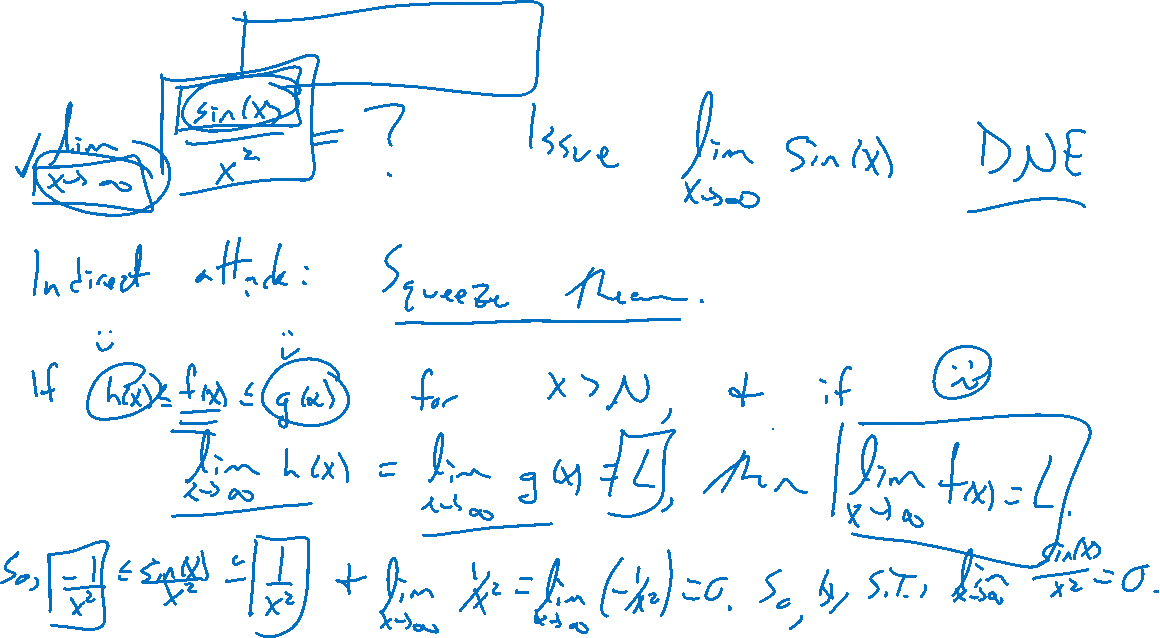 lim x→∞ sin(x)/x² = ? Issue lim x→∞ sin(x) DNE
Indirect attack: Squeeze Theorem.
If h(x) ≤ f(x) ≤ g(x) for x > N, & if
lim x→∞ h(x) = lim x→∞ g(x) = L, then lim x→∞ f(x) = L.
So, -1/x² ≤ sin(x)/x² ≤ 1/x² + lim x→∞ 1/x² = lim x→∞ (-1/x²) = 0. So, by S.T., lim x→∞ sin(x)/x² = 0.